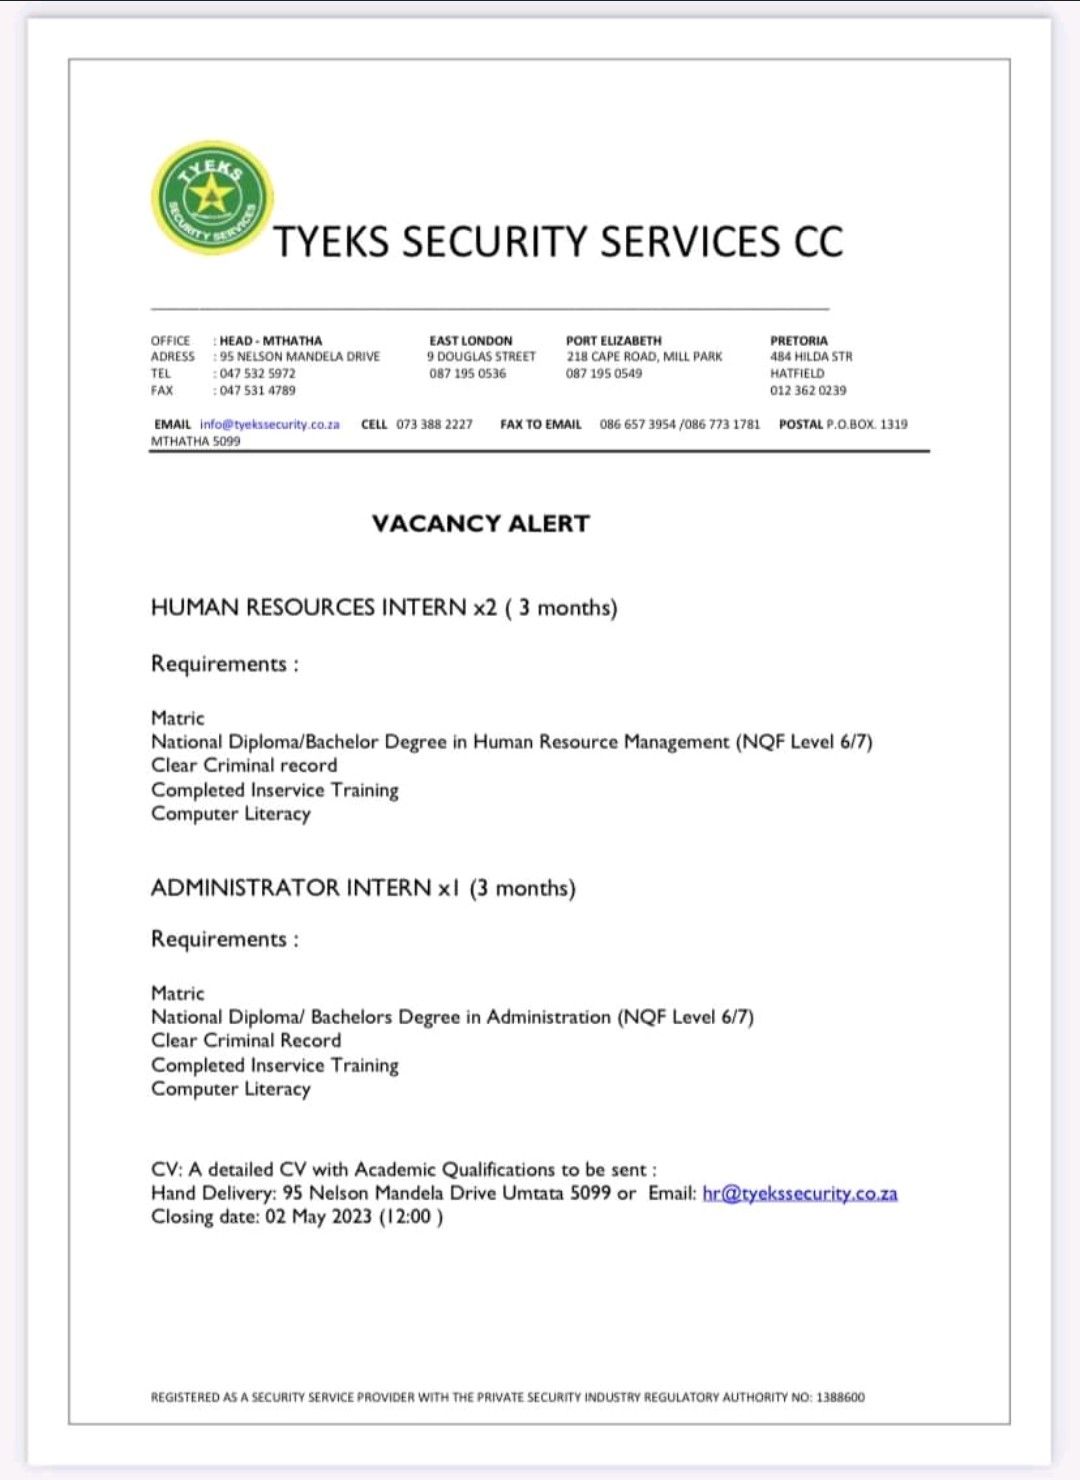 TYEKS
SECURITY SERVICES
TYEKS SECURITY SERVICES CC
OFFICE : HEAD - MTHATHA EAST LONDON PORT ELIZABETH PRETORIA
ADRESS : 95 NELSON MANDELA DRIVE 9 DOUGLAS STREET 218 CAPE ROAD, MILL PARK 484 HILDA STR
TEL : 047 532 5972 087 195 0536 087 195 0549 HATFIELD
FAX : 047 531 4789 012 362 0239
EMAIL info@tyekssecurity.co.za CELL 073 388 2227 FAX TO EMAIL 086 657 3954 /086 773 1781 POSTAL P.O.BOX. 1319
MTHATHA 5099
VACANCY ALERT
HUMAN RESOURCES INTERN x2 ( 3 months)
Requirements :
Matric
National Diploma/Bachelor Degree in Human Resource Management (NQF Level 6/7)
Clear Criminal record
Completed Inservice Training
Computer Literacy
ADMINISTRATOR INTERN x1 (3 months)
Requirements :
Matric
National Diploma/ Bachelors Degree in Administration (NQF Level 6/7)
Clear Criminal Record
Completed Inservice Training
Computer Literacy
CV: A detailed CV with Academic Qualifications to be sent :
Hand Delivery: 95 Nelson Mandela Drive Umtata 5099 or Email: hr@tyekssecurity.co.za
Closing date: 02 May 2023 (12:00 )
REGISTERED AS A SECURITY SERVICE PROVIDER WITH THE PRIVATE SECURITY INDUSTRY REGULATORY AUTHORITY NO: 1388600